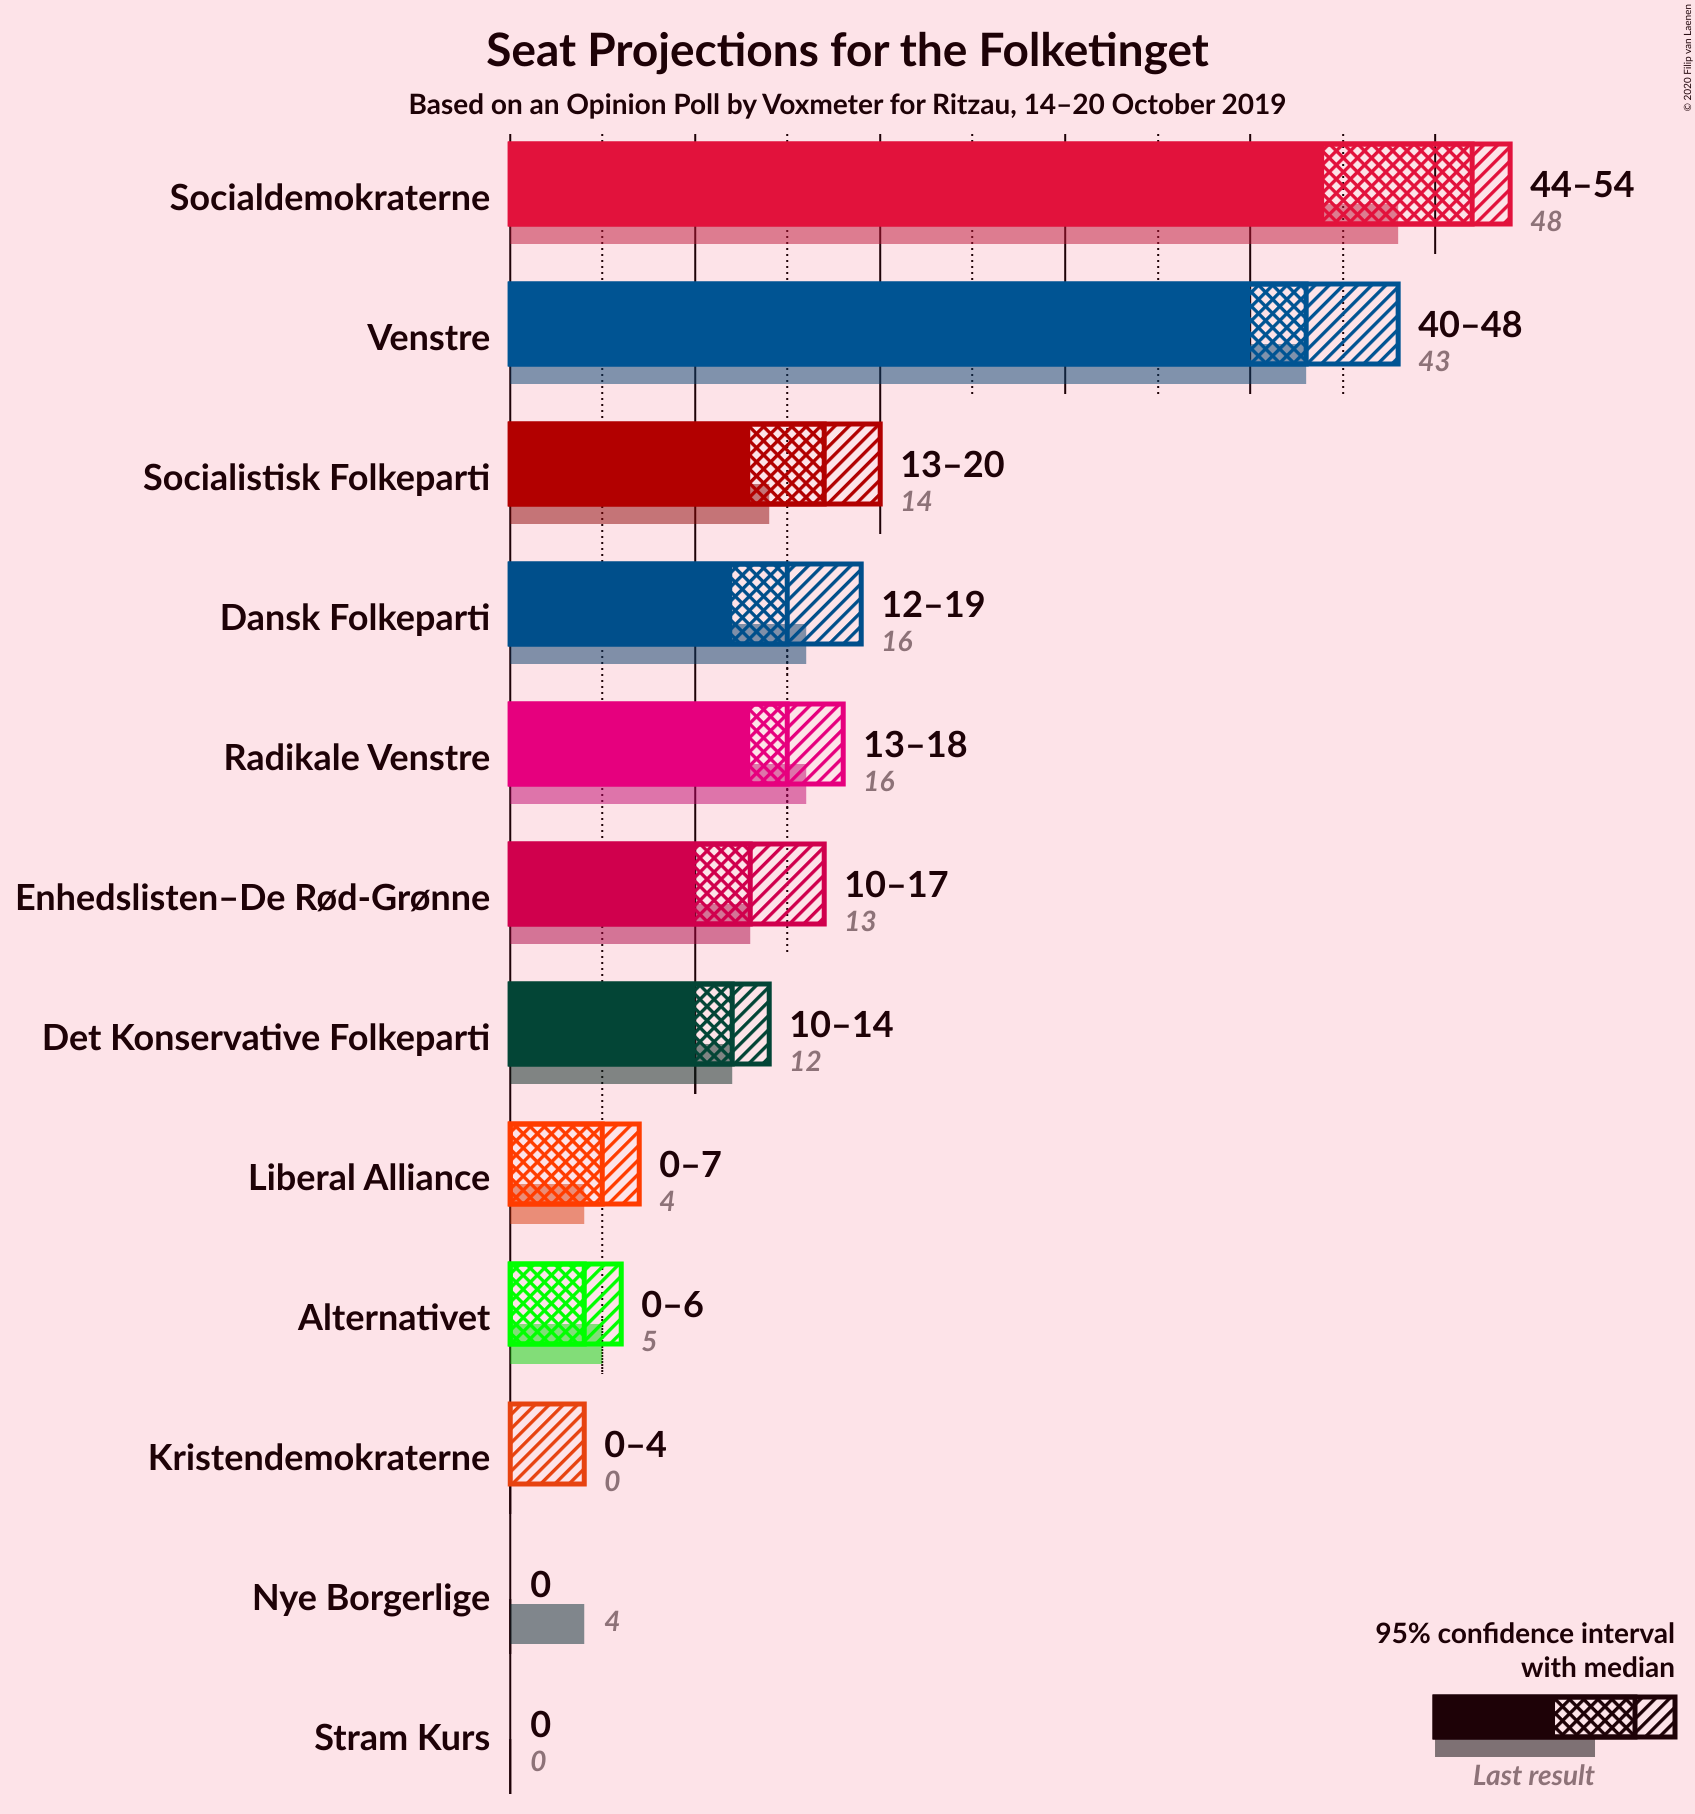 Seat Projections for the Folketinget
Based on an Opinion Poll by Voxmeter for Ritzau, 14–20 October 2019
© 2020 Filip van Laenen
Socialdemokraterne
44–54
48
Venstre
40–48
43
Socialistisk Folkeparti
13–20
14
Dansk Folkeparti
12–19
16
Radikale Venstre
13–18
16
Enhedslisten–De Rød-Grønne
10–17
13
Det Konservative Folkeparti
10–14
12
Liberal Alliance
0–7
4
Alternativet
0–6
5
Kristendemokraterne
0–4
0
Nye Borgerlige
0
4
Stram Kurs
0
0
95% confidence interval
with median
Last result